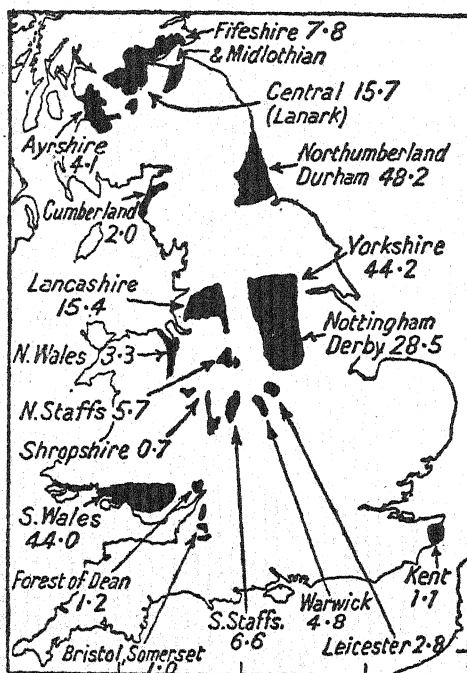 Fifeshire 7·8
& Midlothian
Central 15·7
(Lanark)
Ayrshire
4·1
Northumberland
Durham 48·2
Cumberland
2·0
Yorkshire
44·2
Lancashire
15·4
Nottingham
Derby 28·5
N. Wales 3·3
N. Staffs 5·7
Shropshire 0·7
S. Wales
44·0
Forest of Dean
1·2
Kent
1·1
S. Staffs.
6·6
Warwick
4·8
Leicester 2·8
Bristol, Somerset
1·0